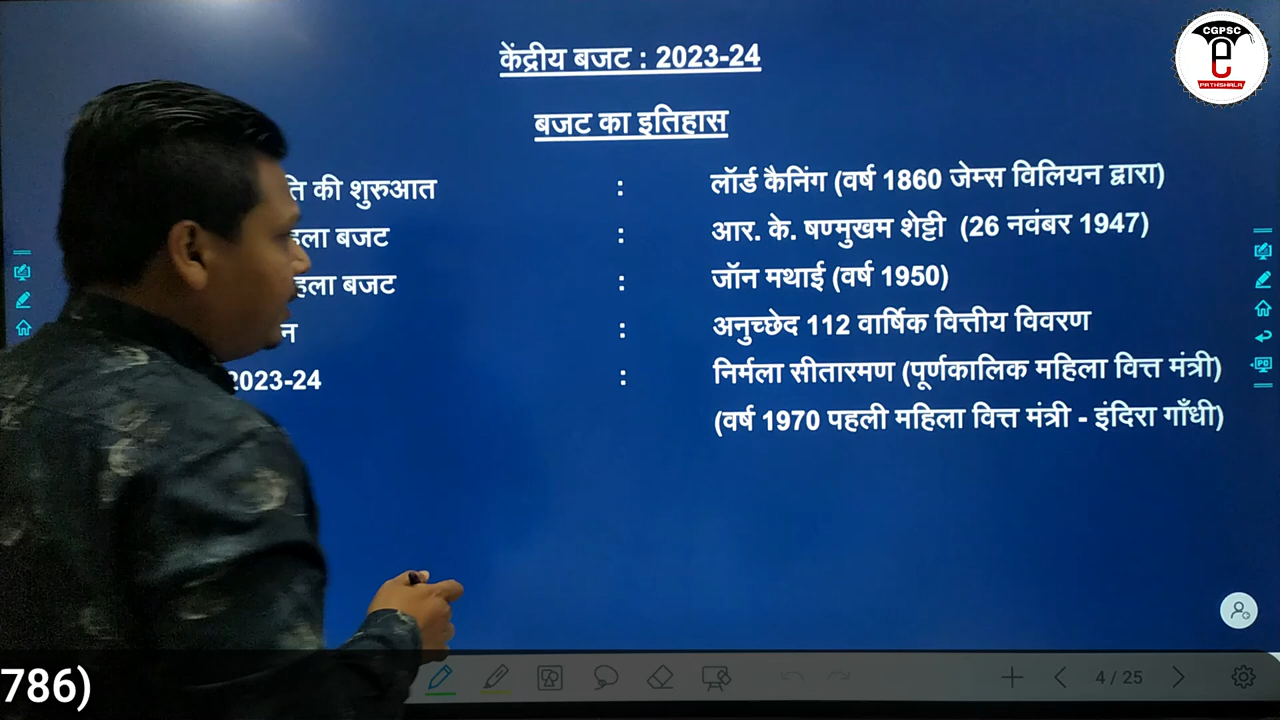 CGPSC
e
PATHSHALA
केंद्रीय बजट : 2023-24
बजट का इतिहास
की शुरुआत : लॉर्ड कैनिंग (वर्ष 1860 जेम्स विलियन द्वारा)
बजट : आर. के. षण्मुखम शेट्टी (26 नवंबर 1947)
बजट : जॉन मथाई (वर्ष 1950)
: अनुच्छेद 112 वार्षिक वित्तीय विवरण
2023-24 : निर्मला सीतारमण (पूर्णकालिक महिला वित्त मंत्री)
(वर्ष 1970 पहली महिला वित्त मंत्री - इंदिरा गाँधी)
786)
4 / 25